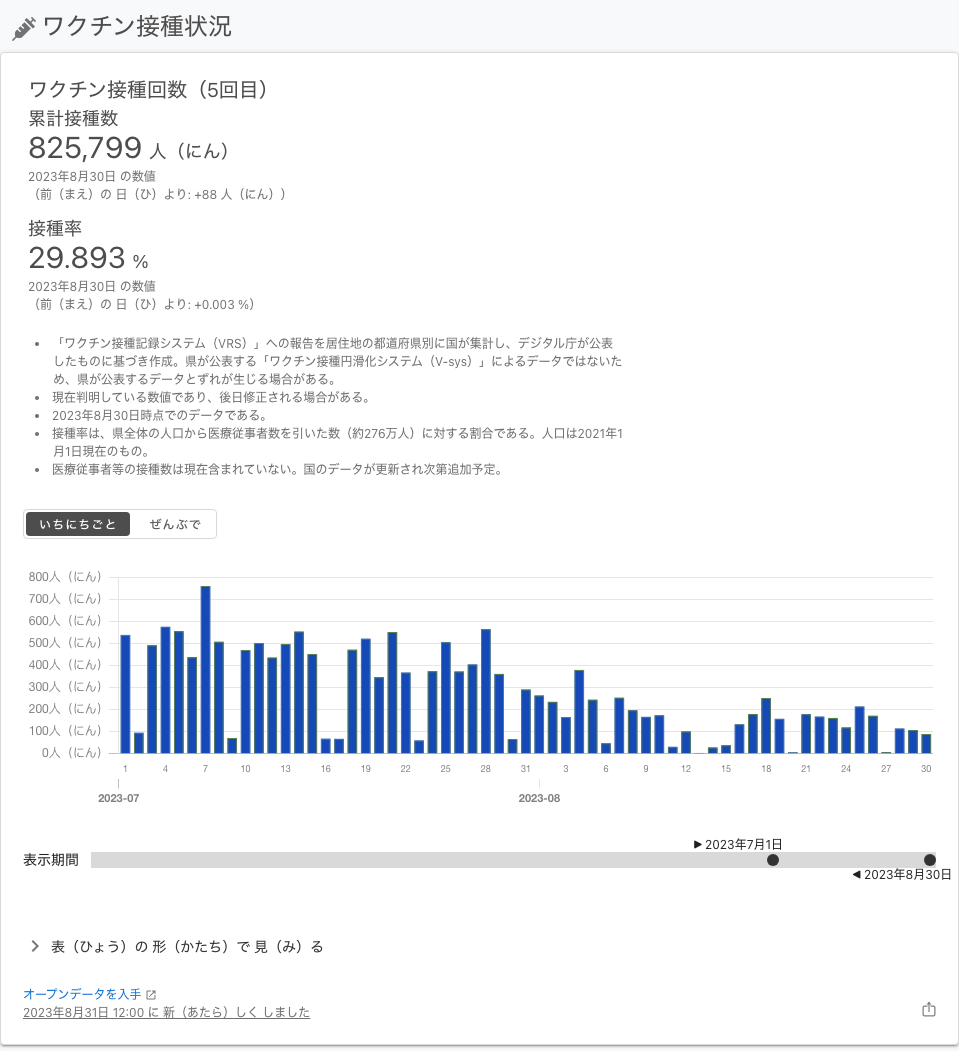 ワクチン接種状況
ワクチン接種回数（5回目）
累計接種数
825,799 人（にん）
2023年8月30日 の数値
（前（まえ）の 日（ひ）より: +88 人（にん））
接種率
29.893 %
2023年8月30日 の数値
（前（まえ）の 日（ひ）より: +0.003 %）
• 「ワクチン接種記録システム（VRS）」への報告を居住地の都道府県別に国が集計し、デジタル庁が公表
したものに基づき作成。県が公表する「ワクチン接種円滑化システム（V-sys）」によるデータではないた
め、県が公表するデータとずれが生じる場合がある。
• 現在判明している数値であり、後日修正される場合がある。
• 2023年8月30日時点でのデータである。
• 接種率は、県全体の人口から医療従事者数を引いた数（約276万人）に対する割合である。人口は2021年1
月1日現在のもの。
• 医療従事者等の接種数は現在含まれていない。国のデータが更新され次第追加予定。
いちにちごと ぜんぶで
800人（にん）
700人（にん）
600人（にん）
500人（にん）
400人（にん）
300人（にん）
200人（にん）
100人（にん）
0人（にん）
1 4 7 10 13 16 19 22 25 28 31 3 6 9 12 15 18 21 24 27 30
2023-07 2023-08
▶ 2023年7月1日
表示期間
◀ 2023年8月30日
表（ひょう）の 形（かたち）で 見（み）る
オープンデータを入手
2023年8月31日 12:00 に 新（あたら）しく しました